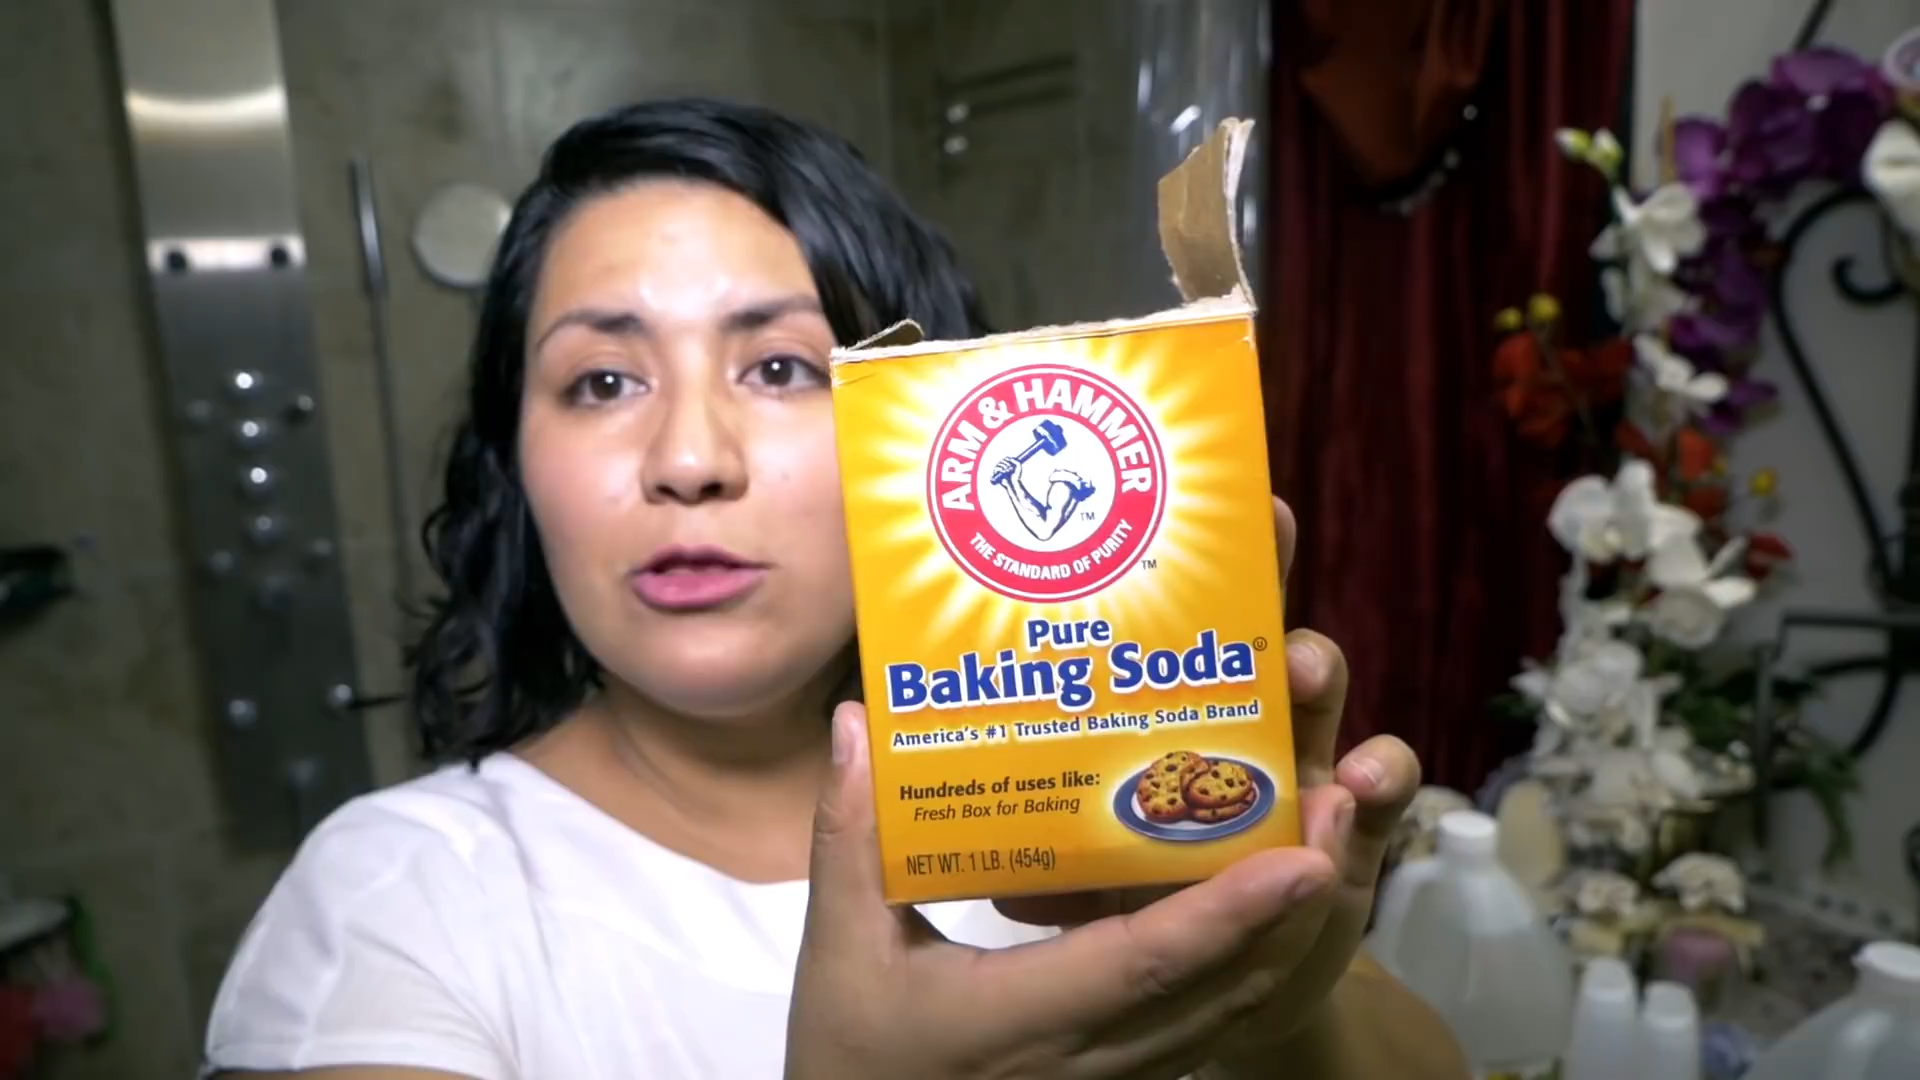 ARM & HAMMER
THE STANDARD OF PURITY
TM
TM
Pure
Baking Soda
America's #1 Trusted Baking Soda Brand
Hundreds of uses like:
Fresh Box for Baking
NET WT. 1 LB. (454g)